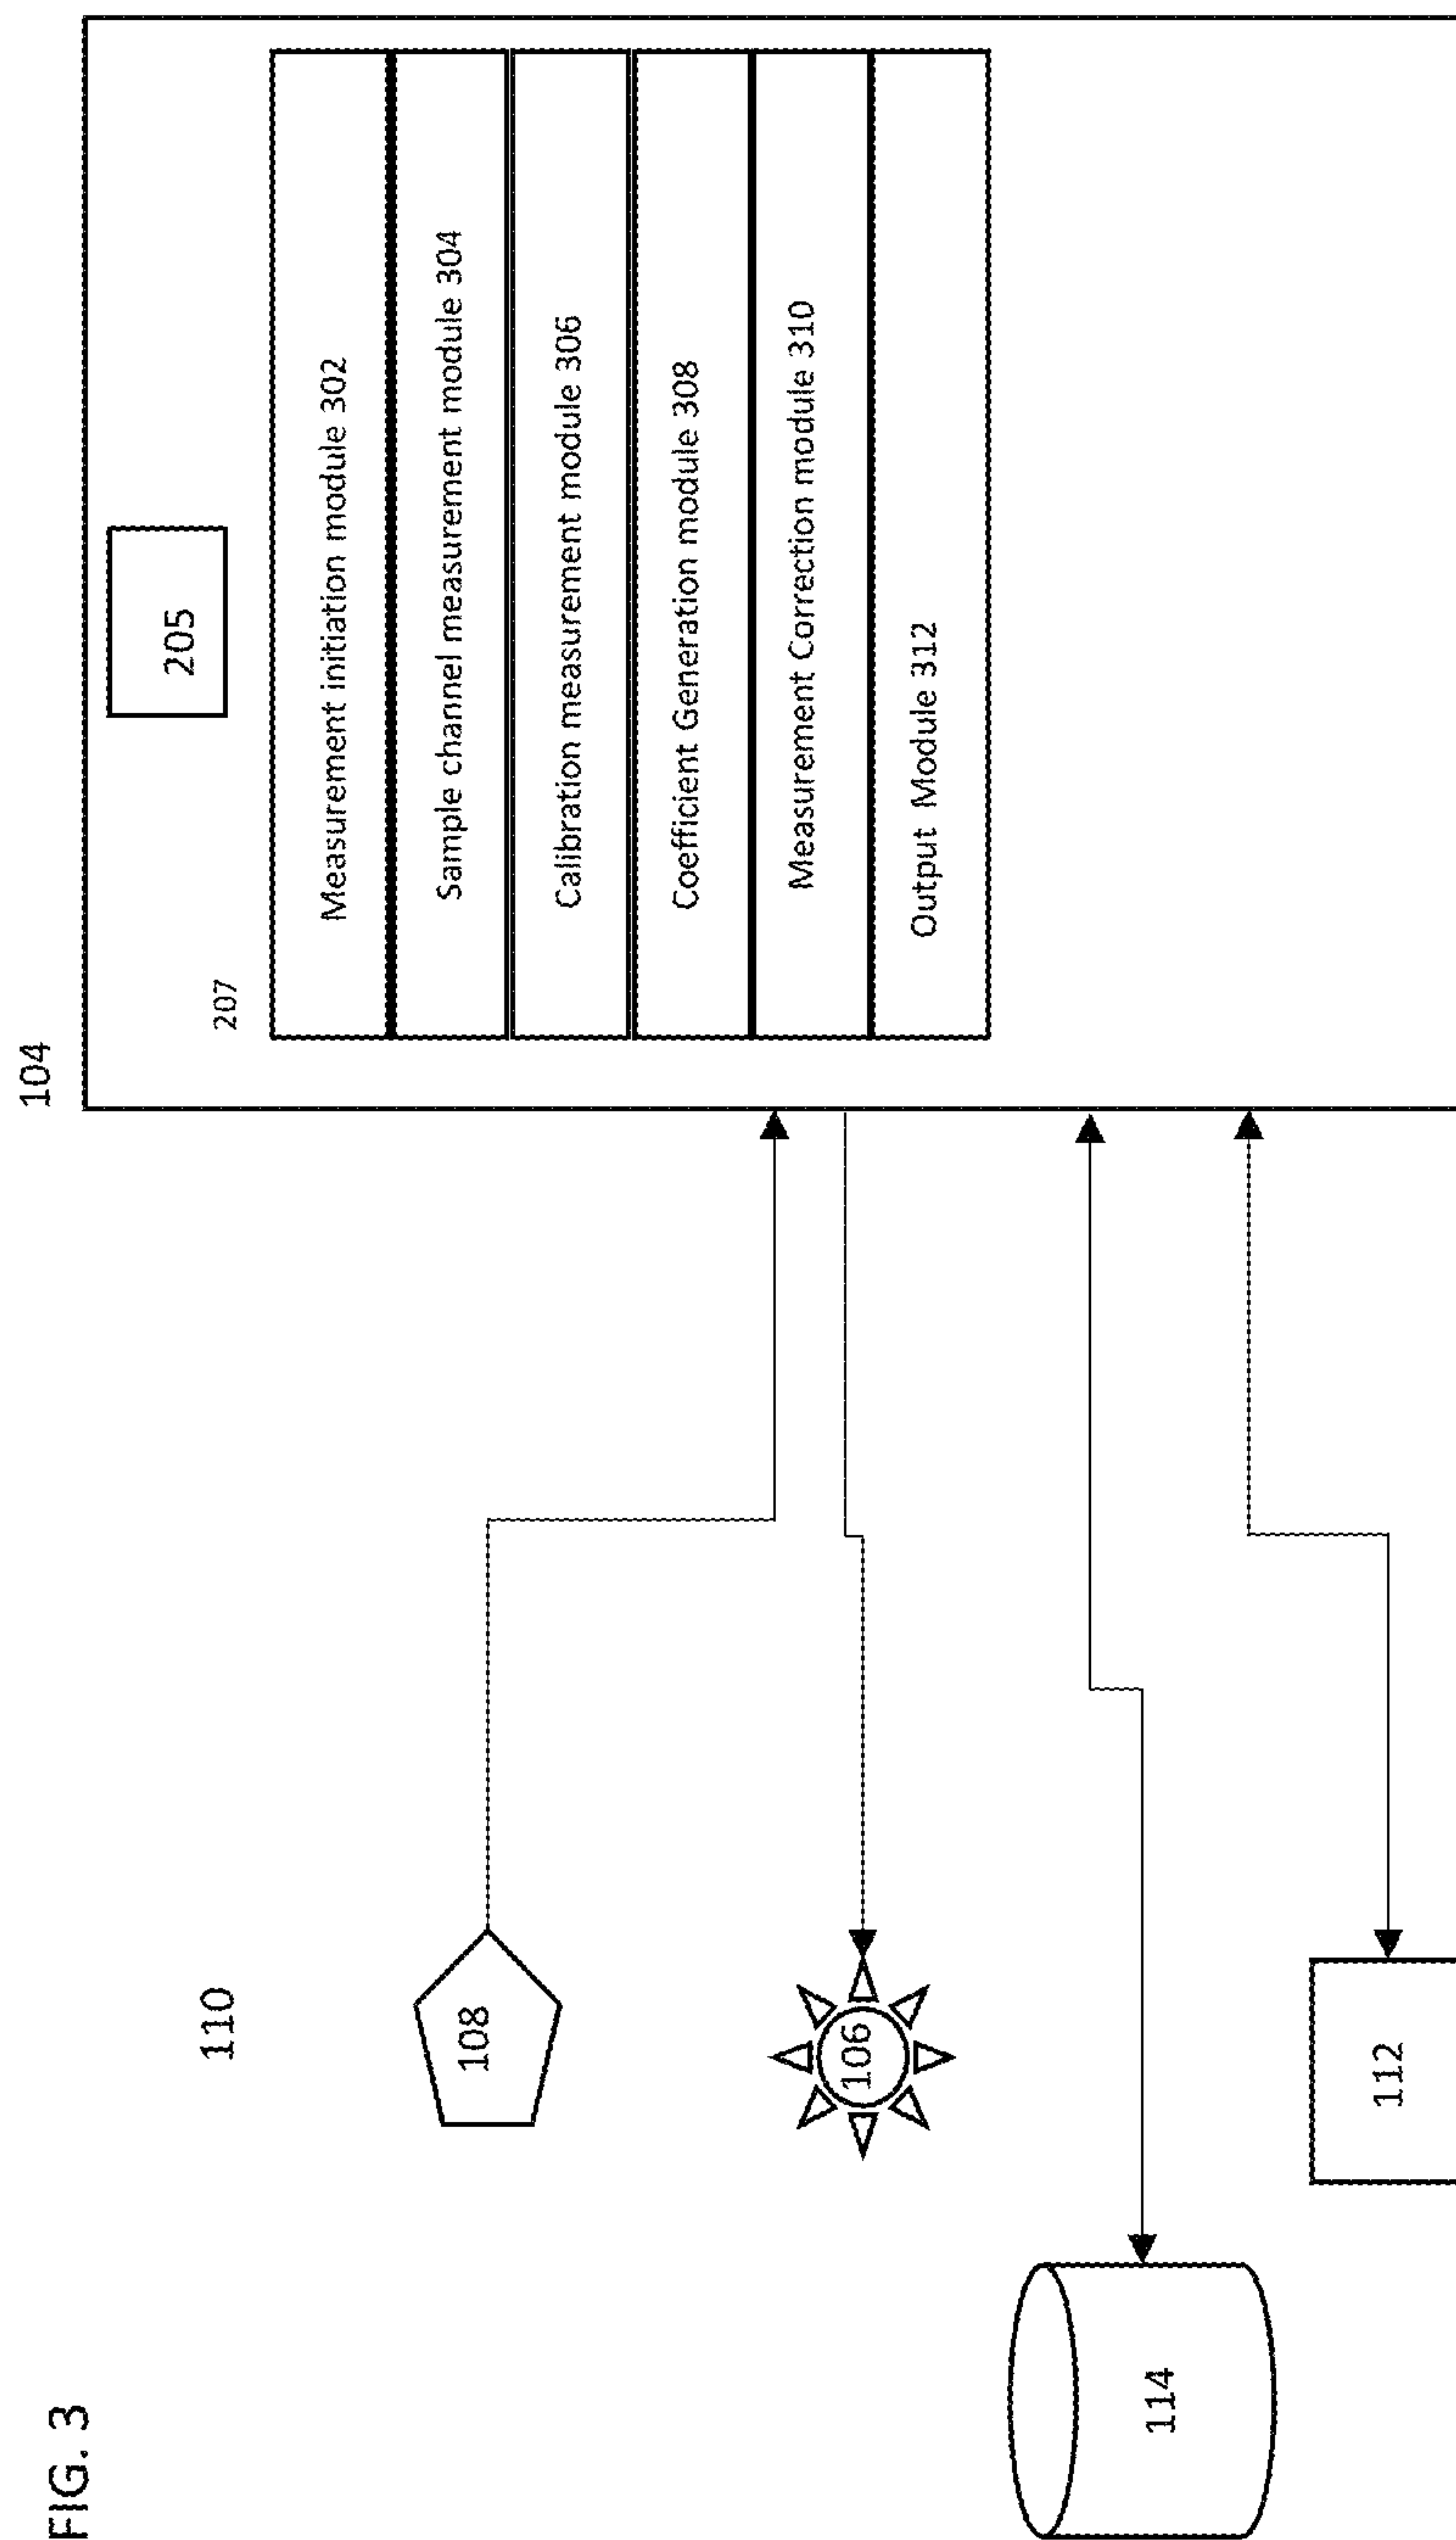 FIG. 3
104
110
205
207
108
Measurement initiation module 302
Sample channel measurement module 304
Calibration measurement module 306
Coefficient Generation module 308
Measurement Correction module 310
Output Module 312
106
114
112